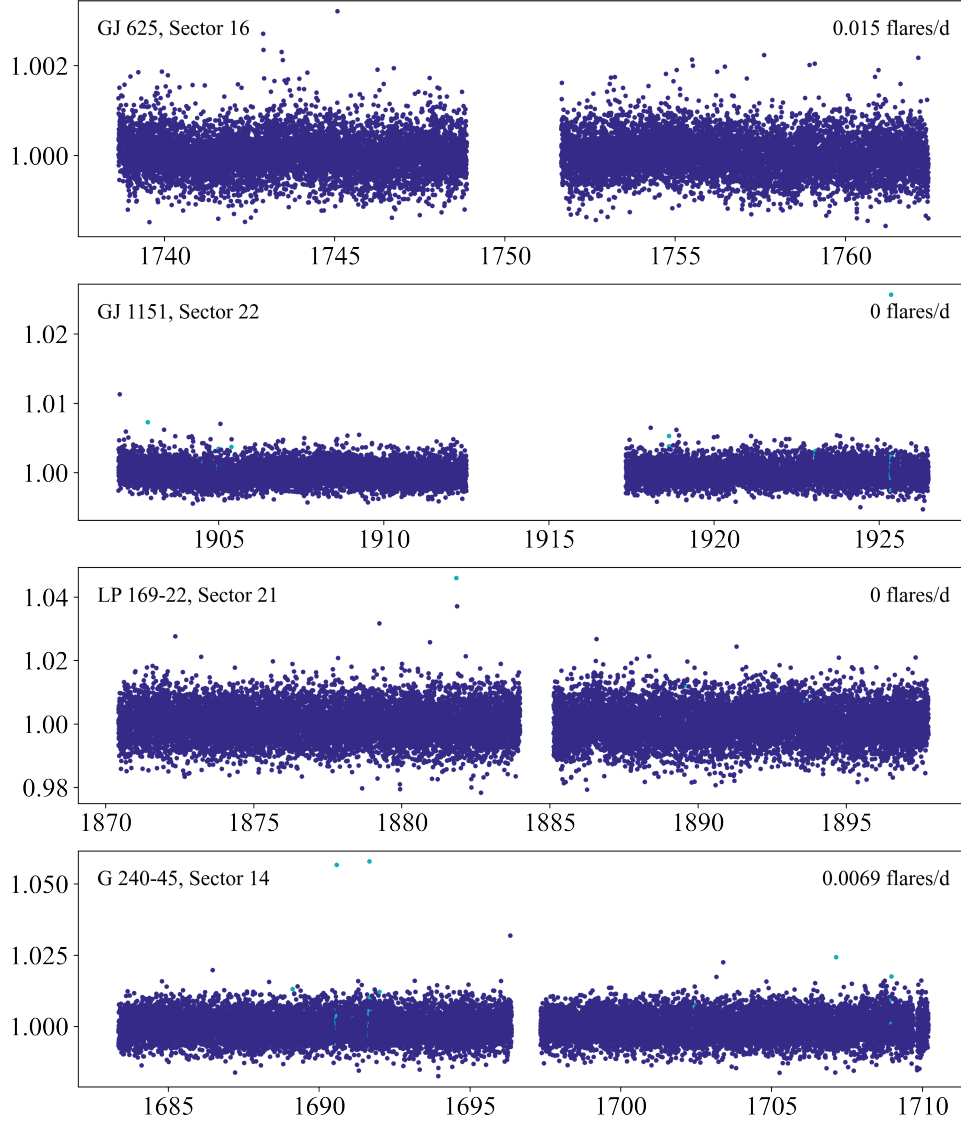 GJ 625, Sector 16 0.015 flares/d
1.002
1.000
1740 1745 1750 1755 1760
GJ 1151, Sector 22 0 flares/d
1.02
1.01
1.00
1905 1910 1915 1920 1925
LP 169-22, Sector 21 0 flares/d
1.04
1.02
1.00
0.98
1870 1875 1880 1885 1890 1895
G 240-45, Sector 14 0.0069 flares/d
1.050
1.025
1.000
1685 1690 1695 1700 1705 1710